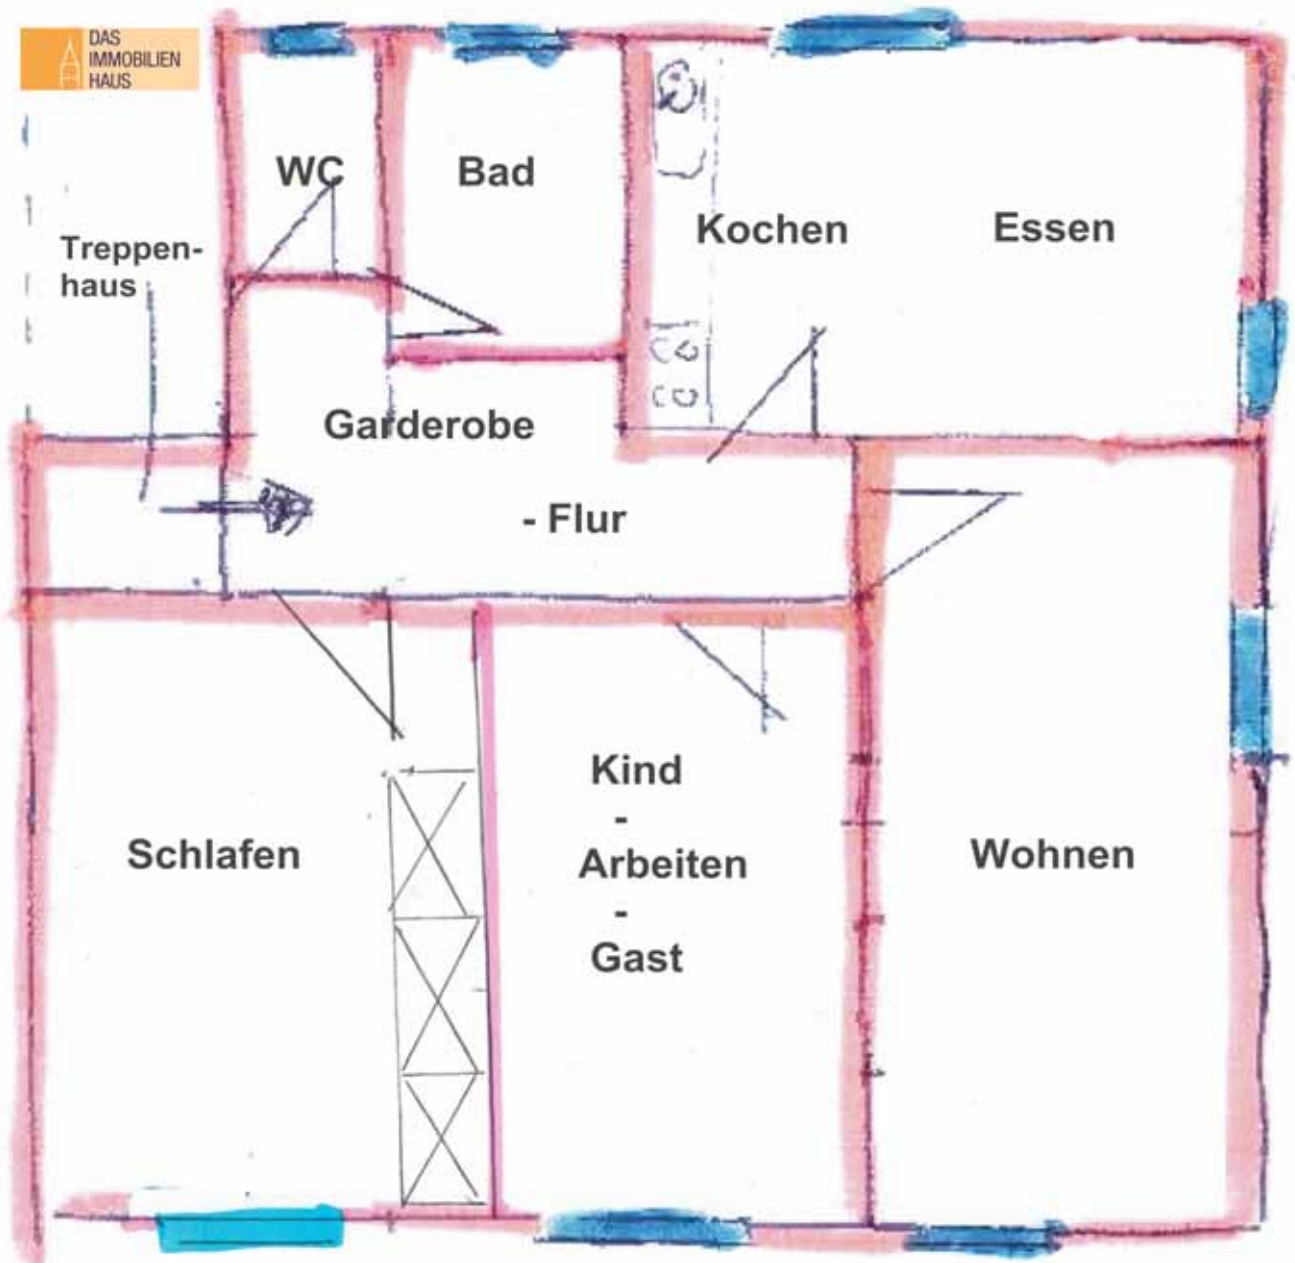 DAS
IMMOBILIEN
HAUS
WC
Bad
Kochen
Essen
Treppen-
haus
Garderobe
- Flur
Schlafen
Kind
-
Arbeiten
-
Gast
Wohnen